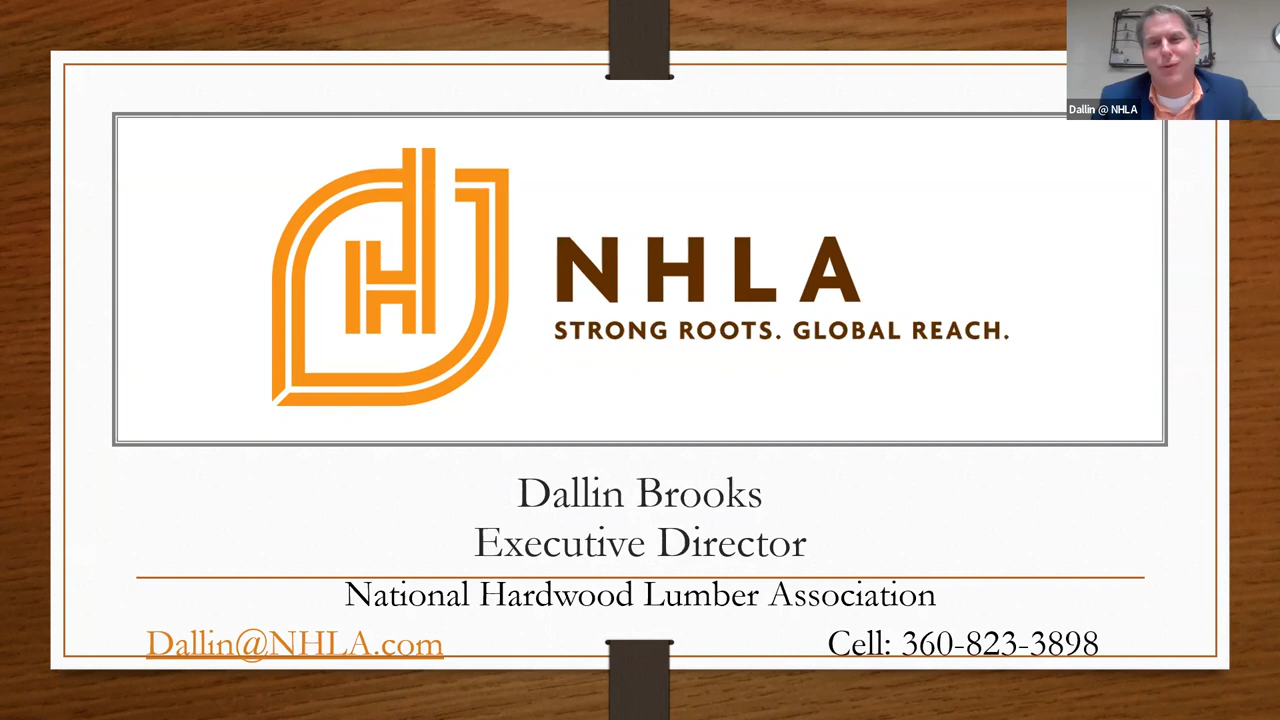 Dallin @ NHLA
NHLA
STRONG ROOTS. GLOBAL REACH.
Dallin Brooks
Executive Director
National Hardwood Lumber Association
Dallin@NHLA.com
Cell: 360-823-3898